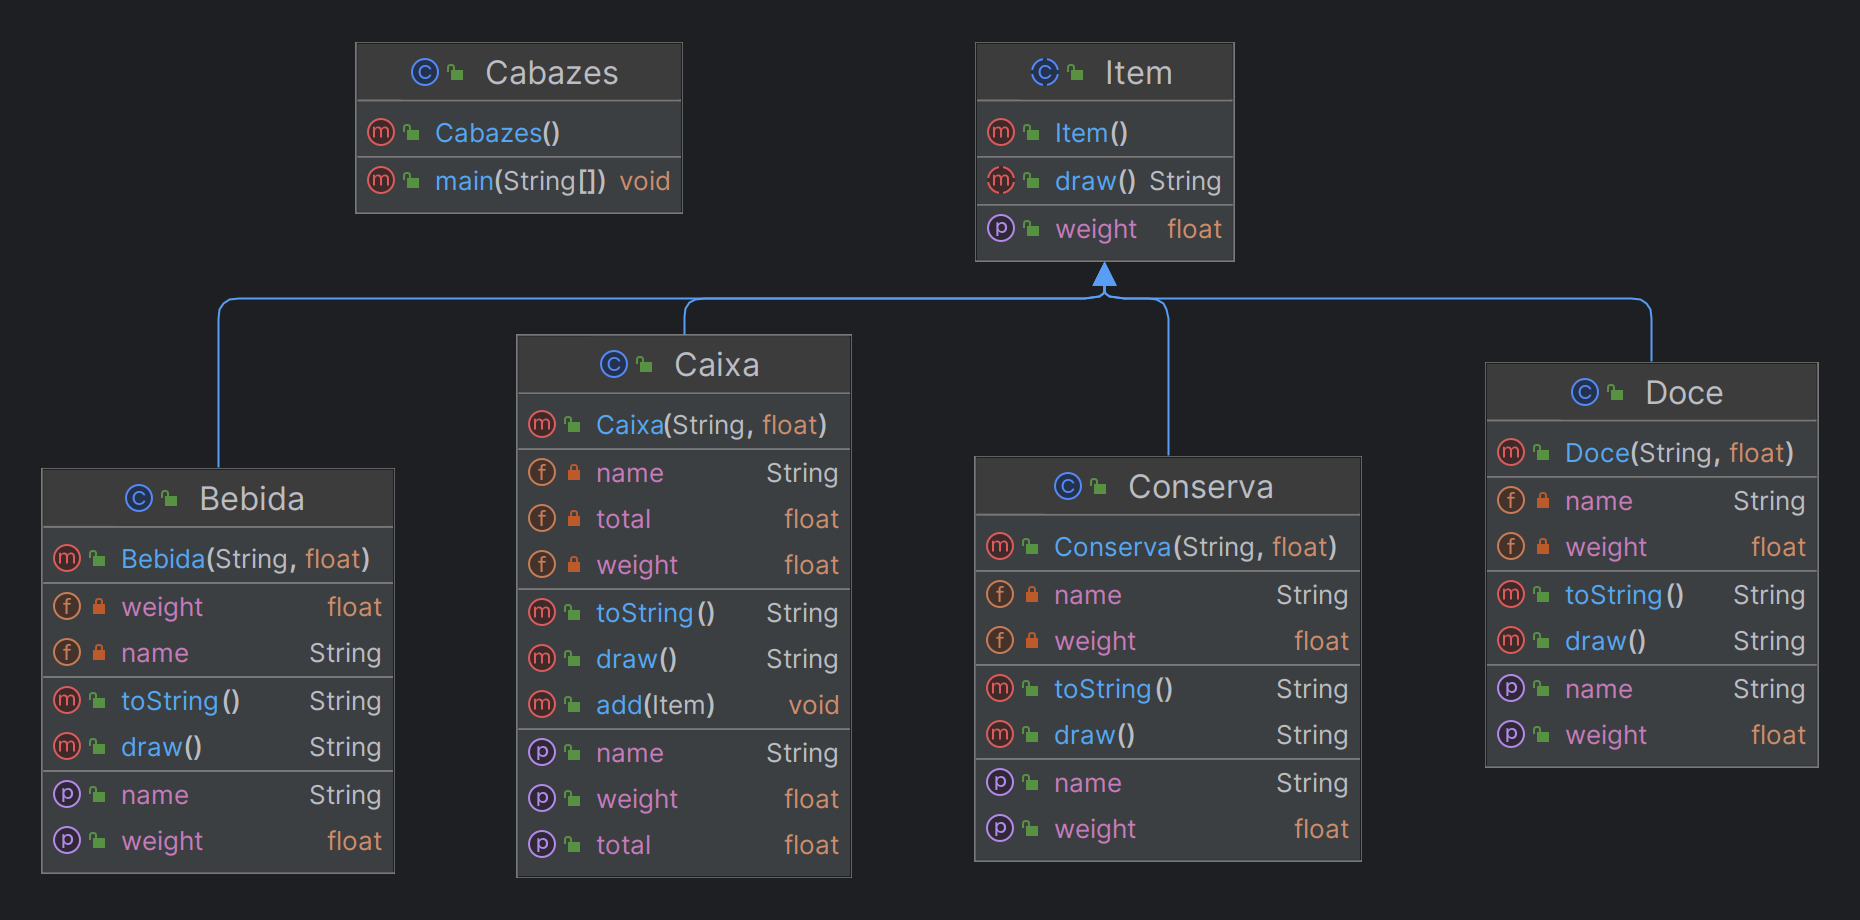 Cabazes
Cabazes()
main(String[]) void
Item
Item()
draw() String
weight float
Bebida
Bebida(String, float)
weight float
name String
toString() String
draw() String
name String
weight float
Caixa
Caixa(String, float)
name String
total float
weight float
toString() String
draw() String
add(Item) void
name String
weight float
total float
Conserva
Conserva(String, float)
name String
weight float
toString() String
draw() String
name String
weight float
Doce
Doce(String, float)
name String
weight float
toString() String
draw() String
name String
weight float